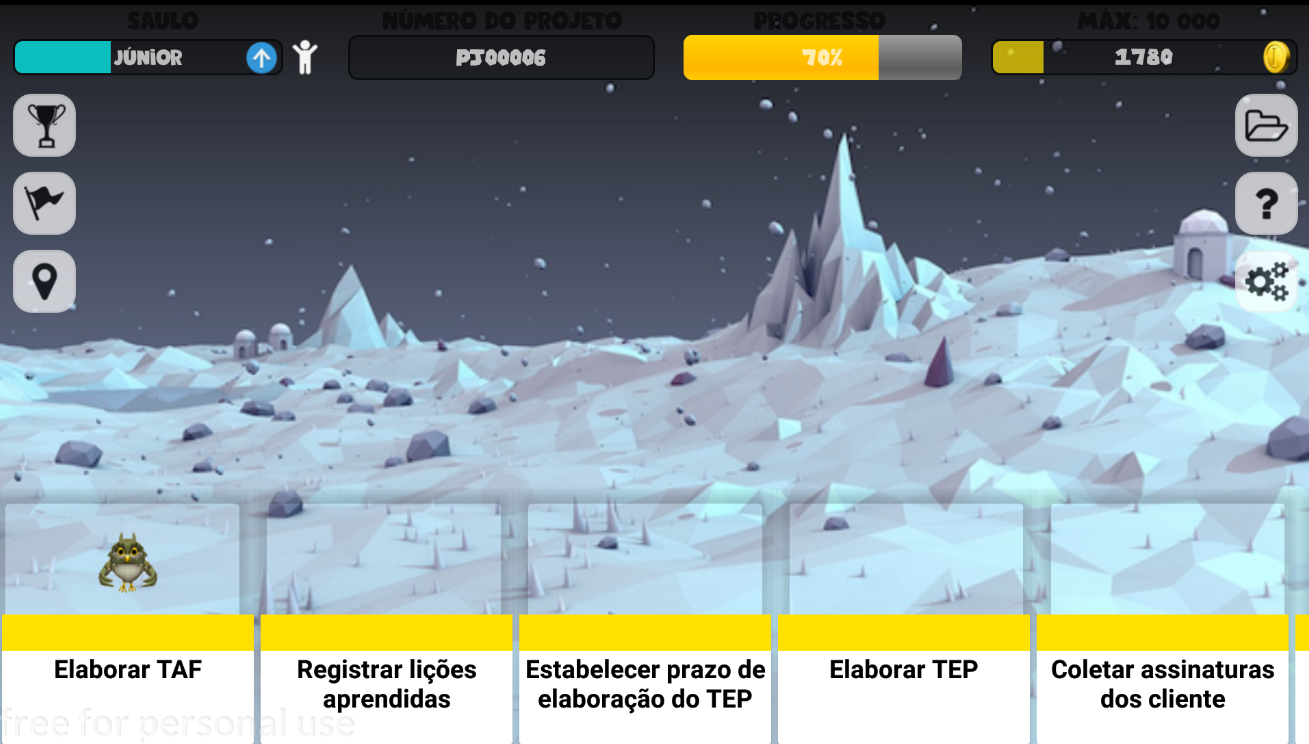 SAULO
NÚMERO DO PROJETO
PROGRESSO
MÁX: 10 000
JÚNIOR
PJ00006
70%
1780
?
Elaborar TAF
Registrar lições
aprendidas
Estabelecer prazo de
elaboração do TEP
Elaborar TEP
Coletar assinaturas
dos cliente
free for personal use